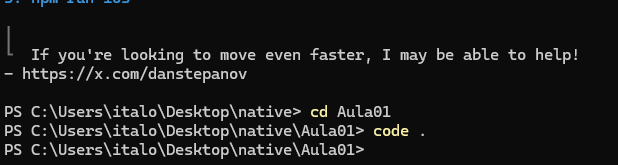 3. npm run ios
If you're looking to move even faster, I may be able to help!
– https://x.com/danstepanov
PS C:\Users\italo\Desktop\native> cd Aula01
PS C:\Users\italo\Desktop\native\Aula01> code .
PS C:\Users\italo\Desktop\native\Aula01>